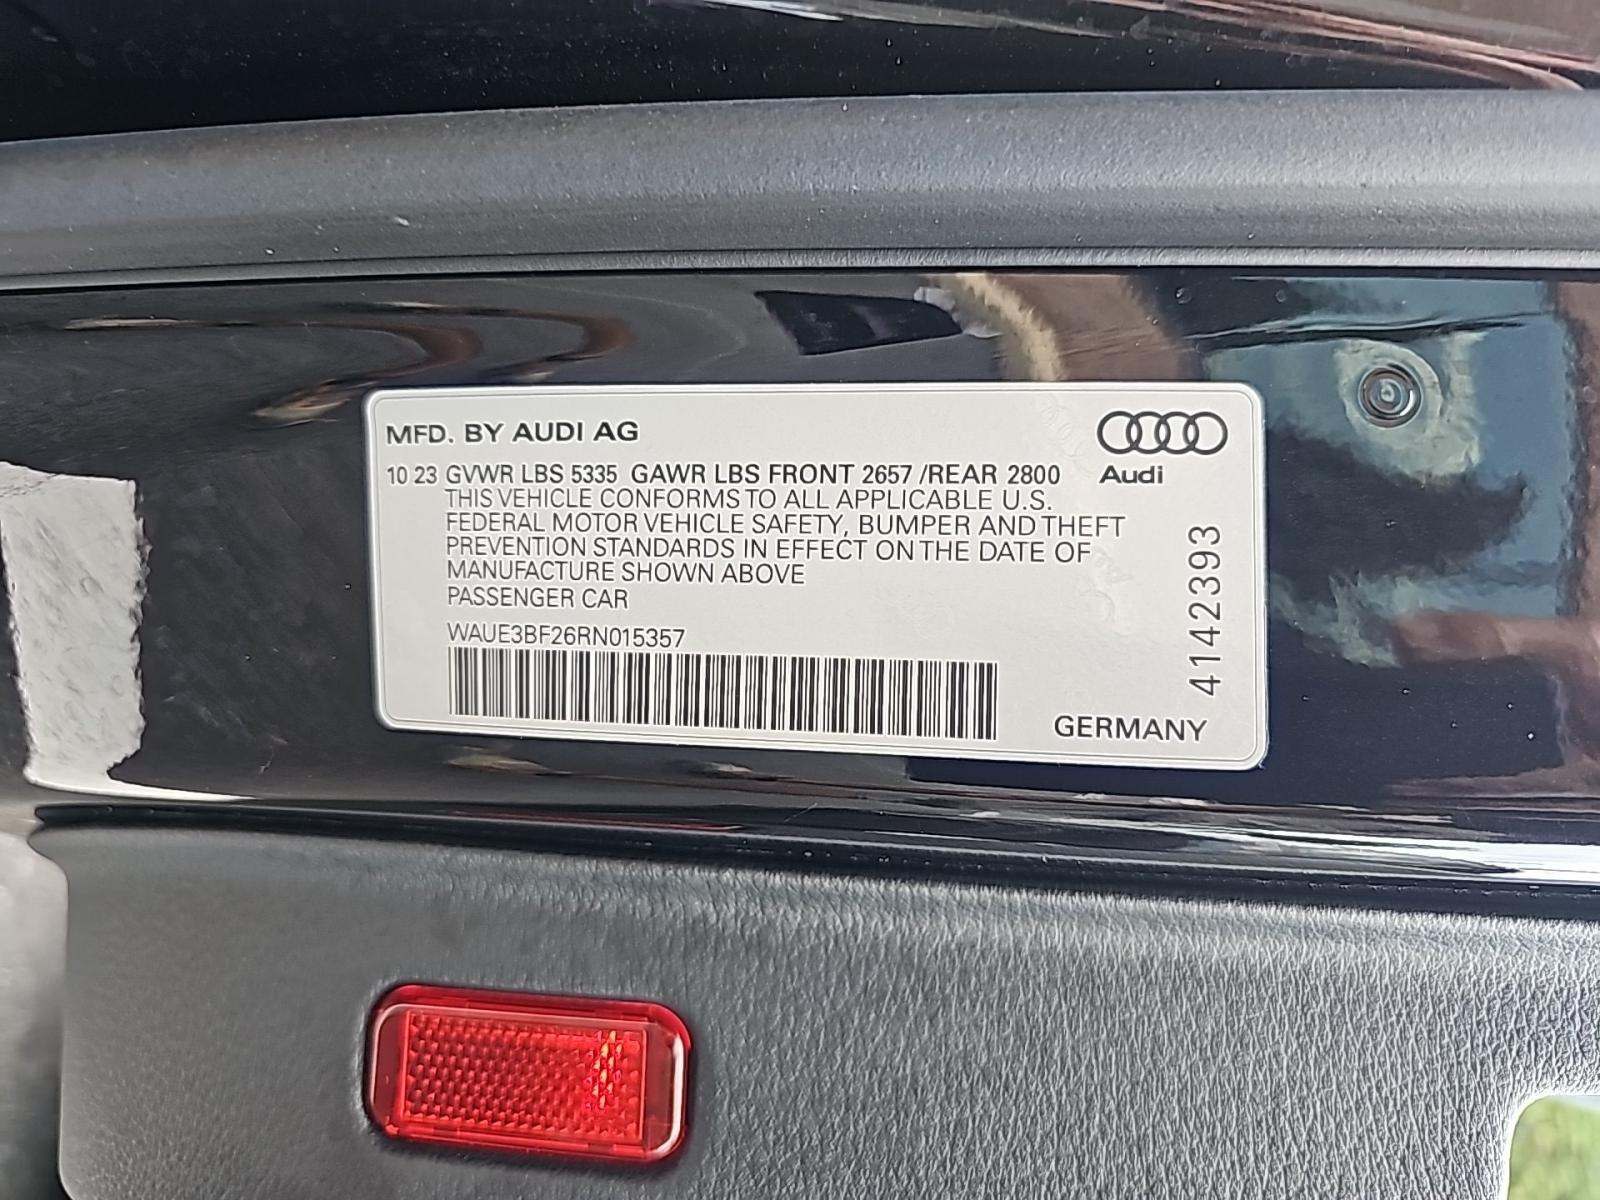 MFD. BY AUDI AG
10 23 GVWR LBS 5335 GAWR LBS FRONT 2657 /REAR 2800
Audi
THIS VEHICLE CONFORMS TO ALL APPLICABLE U.S.
FEDERAL MOTOR VEHICLE SAFETY, BUMPER AND THEFT
PREVENTION STANDARDS IN EFFECT ON THE DATE OF
MANUFACTURE SHOWN ABOVE
PASSENGER CAR
WAUE3BF26RN015357
4142393
GERMANY